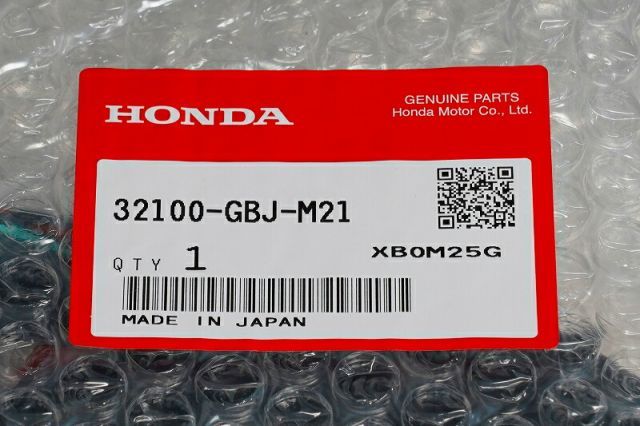 HONDA
GENUINE PARTS
Honda Motor Co., Ltd.
32100-GBJ-M21
QTY 1
XB0M25G
MADE IN JAPAN